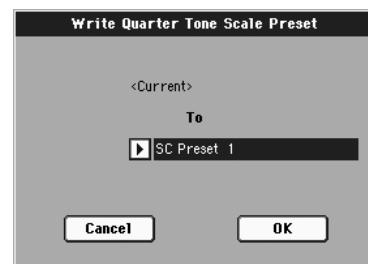 Write Quarter Tone Scale Preset
<Current>
To
SC Preset 1
Cancel
OK